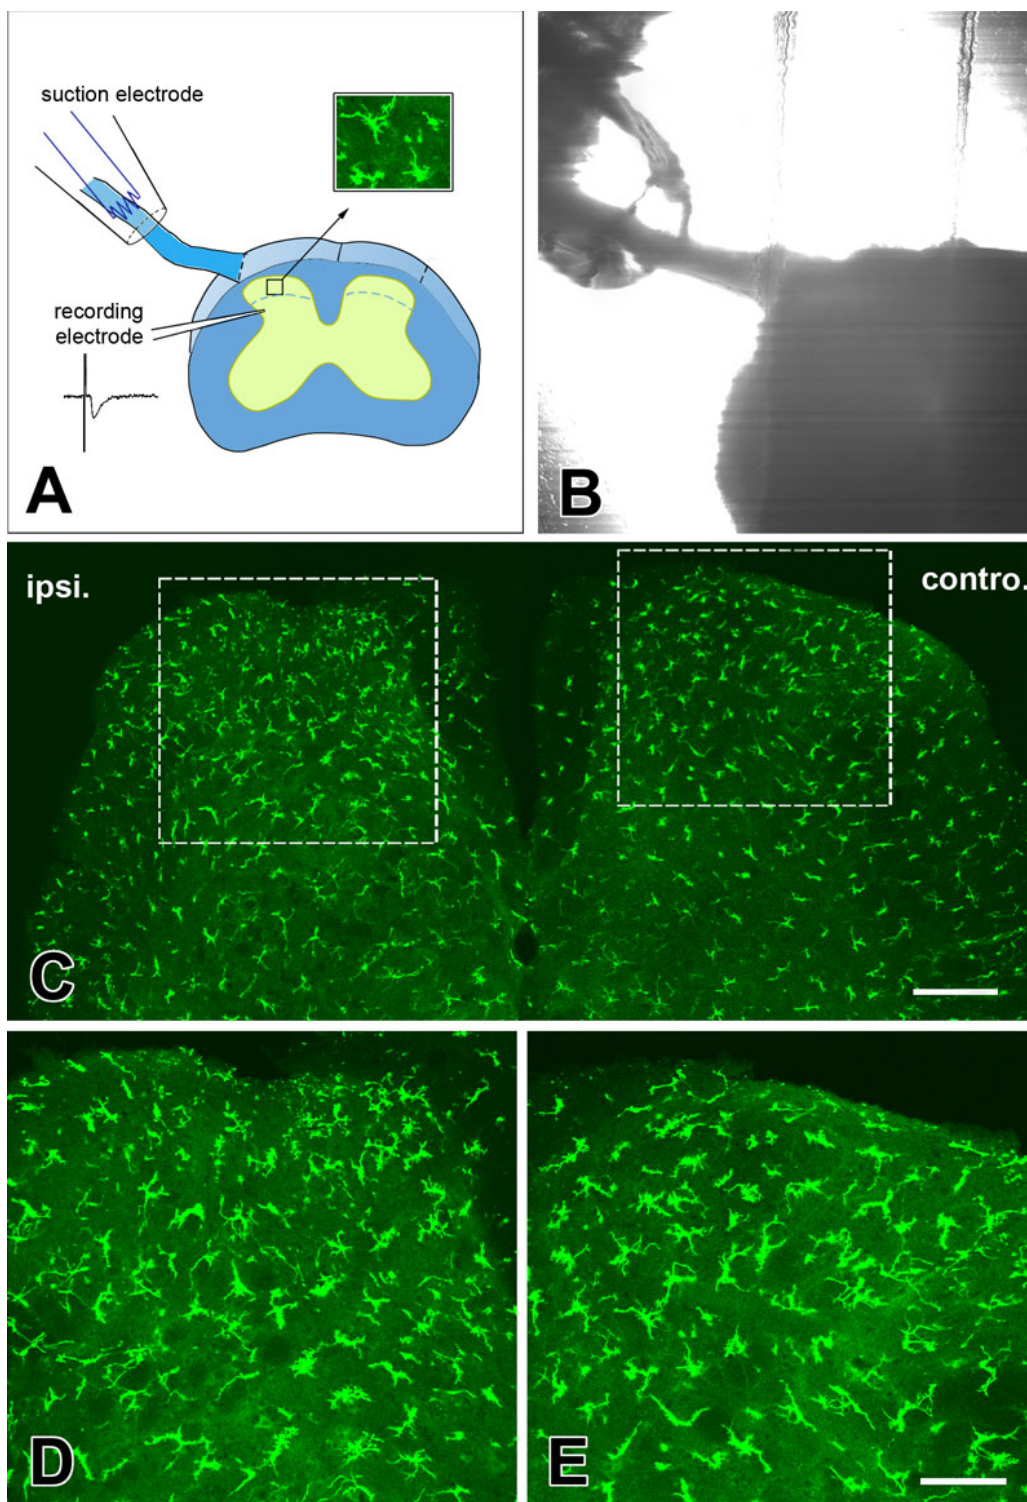 suction electrode
recording
electrode
A
B
ipsi.
contro.
C
D
E